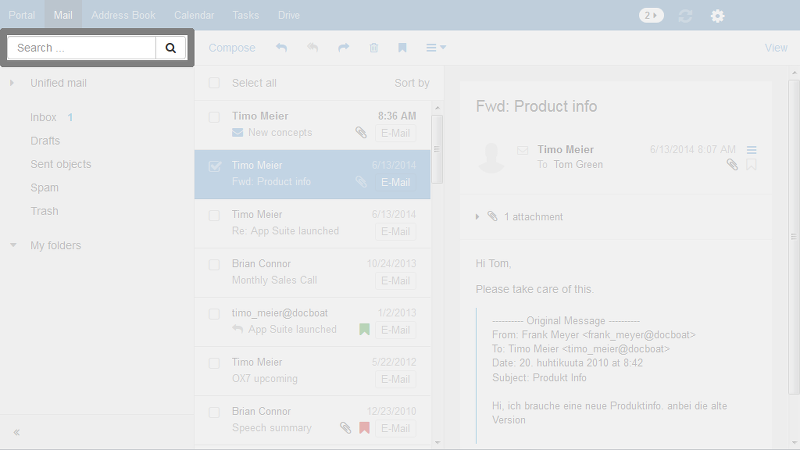 Portal Mail Address Book Calendar Tasks Drive 2
Search ...
Compose View
Unified mail
Inbox 1
Drafts
Sent objects
Spam
Trash
My folders
Select all Sort by
Timo Meier 8:36 AM
New concepts E-Mail
Timo Meier 6/13/2014
Fwd: Product info E-Mail
Timo Meier 6/13/2014
Re: App Suite launched E-Mail
Brian Connor 10/24/2013
Monthly Sales Call E-Mail
timo_meier@docboat 1/2/2013
App Suite launched E-Mail
Timo Meier 5/22/2012
OX7 upcoming E-Mail
Brian Connor 12/23/2010
Speech summary E-Mail
Fwd: Product info
Timo Meier 6/13/2014 8:07 AM
To Tom Green
1 attachment
Hi Tom,
Please take care of this.
---------- Original Message ----------
From: Frank Meyer <frank_meyer@docboat>
To: Timo Meier <timo_meier@docboat>
Date: 20. huhtikuuta 2010 at 8:42
Subject: Produkt Info
Hi, ich brauche eine neue Produktinfo. anbei die alte
Version